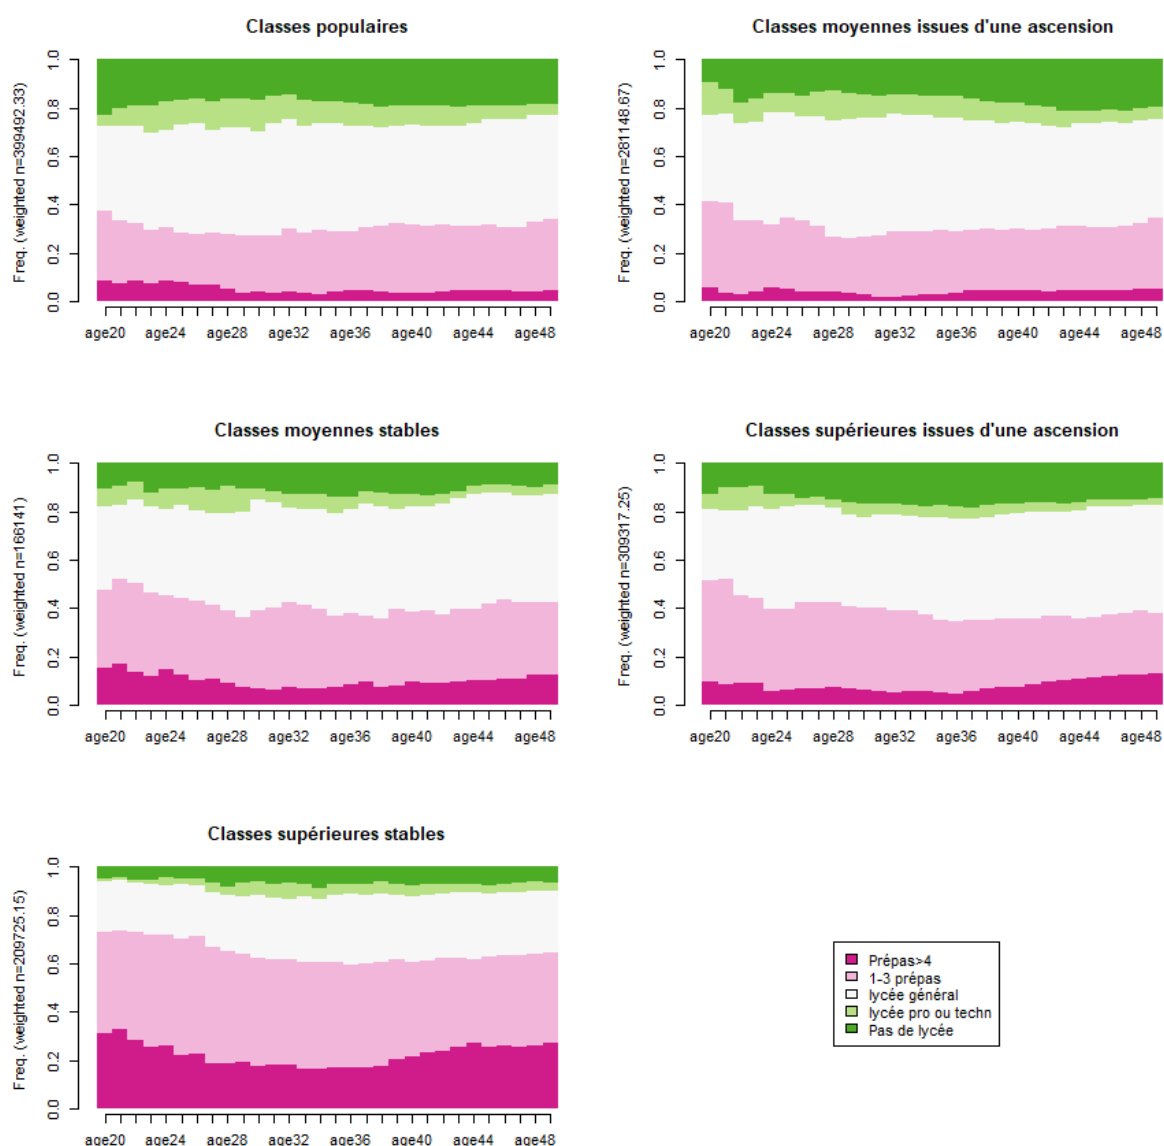 Classes populaires
Freq. (weighted n=399492.33)
0.0 0.2 0.4 0.6 0.8 1.0
age20 age24 age28 age32 age36 age40 age44 age48
Classes moyennes issues d'une ascension
Freq. (weighted n=281148.67)
0.0 0.2 0.4 0.6 0.8 1.0
age20 age24 age28 age32 age36 age40 age44 age48
Classes moyennes stables
Freq. (weighted n=166141)
0.0 0.2 0.4 0.6 0.8 1.0
age20 age24 age28 age32 age36 age40 age44 age48
Classes supérieures issues d'une ascension
Freq. (weighted n=309317.25)
0.0 0.2 0.4 0.6 0.8 1.0
age20 age24 age28 age32 age36 age40 age44 age48
Classes supérieures stables
Freq. (weighted n=209725.15)
0.0 0.2 0.4 0.6 0.8 1.0
age20 age24 age28 age32 age36 age40 age44 age48
Prépas>4
1-3 prépas
lycée général
lycée pro ou techn
Pas de lycée